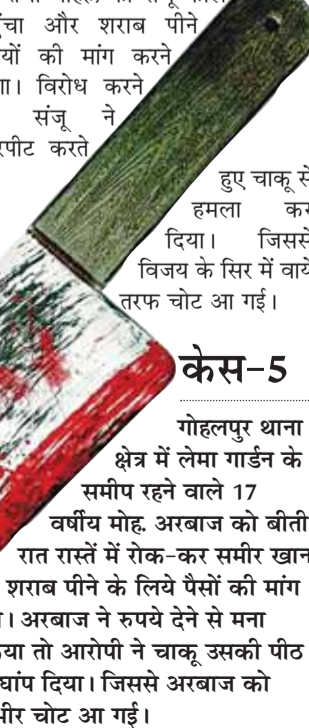 और शराब पीने
की मांग करने
विरोध करने
संजू ने
करते
हुए चाकू से
हमला कर
दिया। जिससे
विजय के सिर में वाये
तरफ चोट आ गई।
केस-5
गोहलपुर थाना
क्षेत्र में लेमा गार्डन के
समीप रहने वाले 17
वर्षीय मोह. अरबाज को बीती
रात रास्तें में रोक-कर समीर खान
शराब पीने के लिये पैसों की मांग
। अरबाज ने रुपये देने से मना
तो आरोपी ने चाकू उसकी पीठ
घांप दिया। जिससे अरबाज को
चोट आ गई।